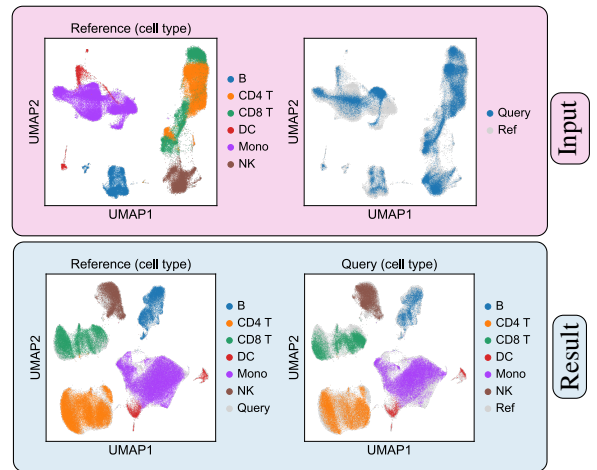 Reference (cell type)
UMAP2
UMAP1
B
CD4 T
CD8 T
DC
Mono
NK
UMAP2
UMAP1
Query
Ref
Input
Reference (cell type)
UMAP2
UMAP1
B
CD4 T
CD8 T
DC
Mono
NK
Query
Query (cell type)
UMAP2
UMAP1
B
CD4 T
CD8 T
DC
Mono
NK
Ref
Result